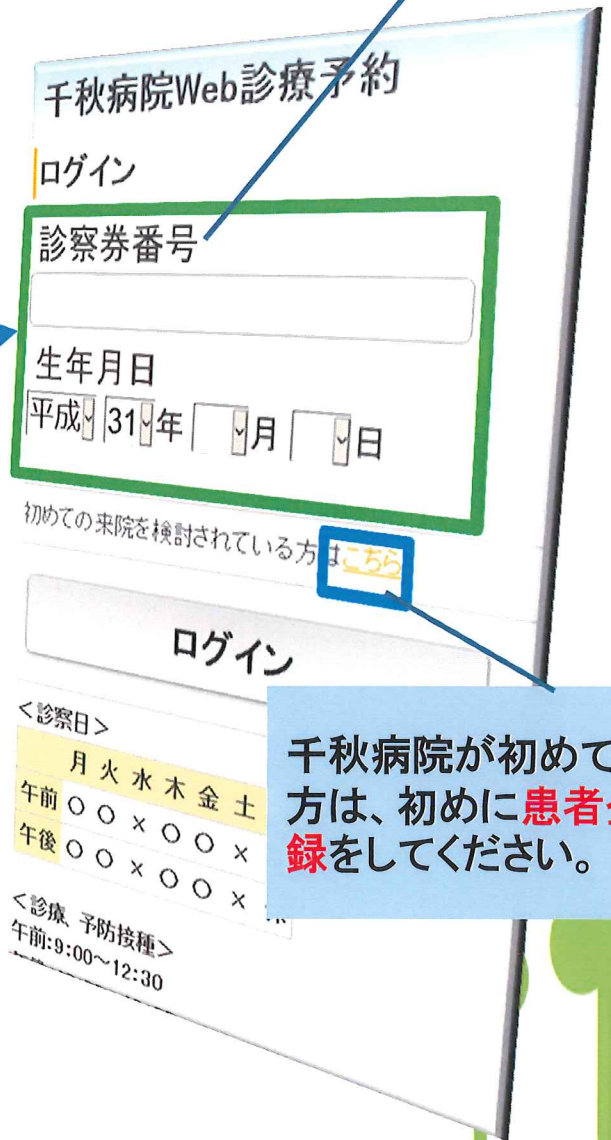 千秋病院Web診療予約
ログイン
診察券番号
生年月日
平成 31 年 月 日
初めての来院を検討されている方はこちら
ログイン
<診察日>
月 火 水 木 金 土
午前 ○ ○ × ○ ○ ×
午後 ○ ○ × ○ ○ ×
<診療、予防接種>
午前:9:00～12:30
千秋病院が初めて
方は、初めに患者
録をしてください。